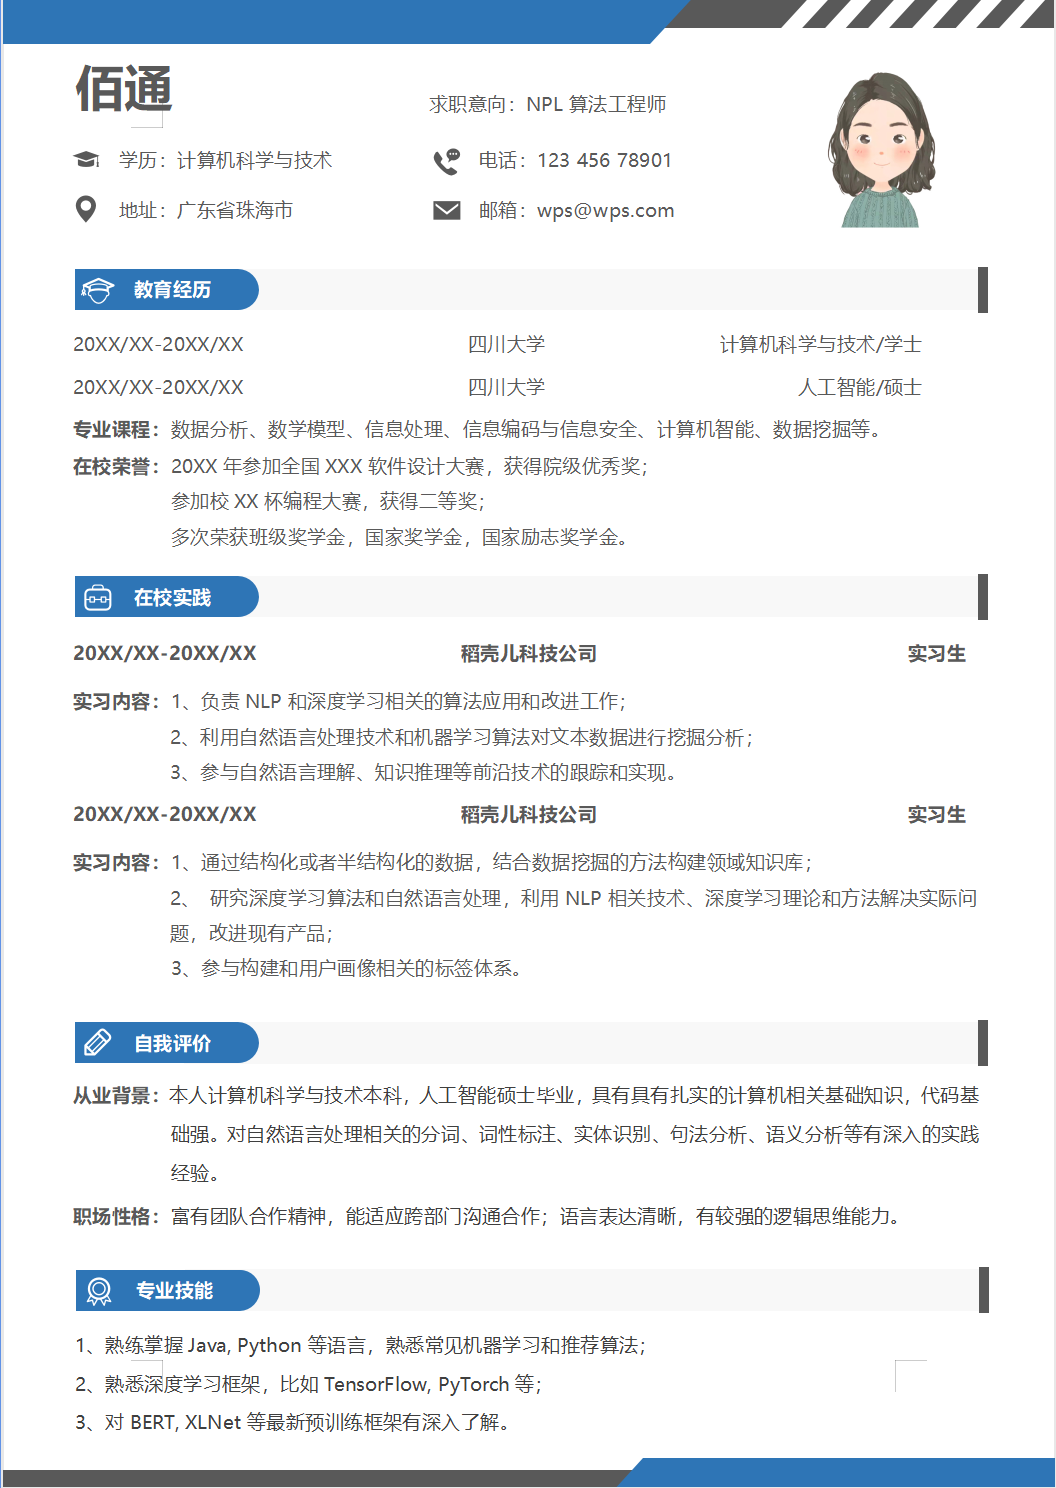 佰通
求职意向：NPL 算法工程师
学历：计算机科学与技术 电话：123 456 78901
地址：广东省珠海市 邮箱：wps@wps.com
教育经历
20XX/XX-20XX/XX 四川大学 计算机科学与技术/学士
20XX/XX-20XX/XX 四川大学 人工智能/硕士
专业课程：数据分析、数学模型、信息处理、信息编码与信息安全、计算机智能、数据挖掘等。
在校荣誉：20XX 年参加全国 XXX 软件设计大赛，获得院级优秀奖；
参加校 XX 杯编程大赛，获得二等奖；
多次荣获班级奖学金，国家奖学金，国家励志奖学金。
在校实践
20XX/XX-20XX/XX 稻壳儿科技公司 实习生
实习内容：1、负责 NLP 和深度学习相关的算法应用和改进工作；
2、利用自然语言处理技术和机器学习算法对文本数据进行挖掘分析；
3、参与自然语言理解、知识推理等前沿技术的跟踪和实现。
20XX/XX-20XX/XX 稻壳儿科技公司 实习生
实习内容：1、通过结构化或者半结构化的数据，结合数据挖掘的方法构建领域知识库；
2、 研究深度学习算法和自然语言处理，利用 NLP 相关技术、深度学习理论和方法解决实际问
题，改进现有产品；
3、参与构建和用户画像相关的标签体系。
自我评价
从业背景：本人计算机科学与技术本科，人工智能硕士毕业，具有具有扎实的计算机相关基础知识，代码基
础强。对自然语言处理相关的分词、词性标注、实体识别、句法分析、语义分析等有深入的实践
经验。
职场性格：富有团队合作精神，能适应跨部门沟通合作；语言表达清晰，有较强的逻辑思维能力。
专业技能
1、熟练掌握 Java, Python 等语言，熟悉常见机器学习和推荐算法；
2、熟悉深度学习框架，比如 TensorFlow, PyTorch 等；
3、对 BERT, XLNet 等最新预训练框架有深入了解。